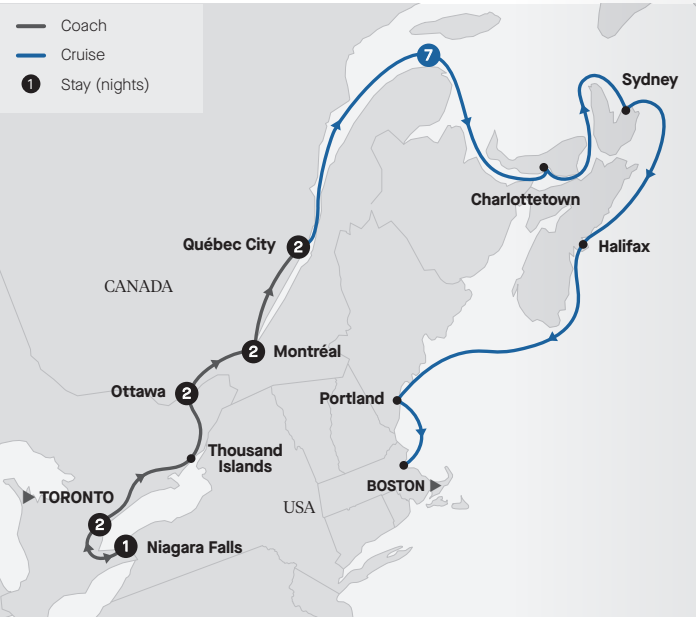 Coach
Cruise
1 Stay (nights)
7
Sydney
Charlottetown
Québec City 2
Halifax
CANADA
2 Montréal
Ottawa 2
Portland
Thousand
Islands
BOSTON
TORONTO
USA
2
1 Niagara Falls